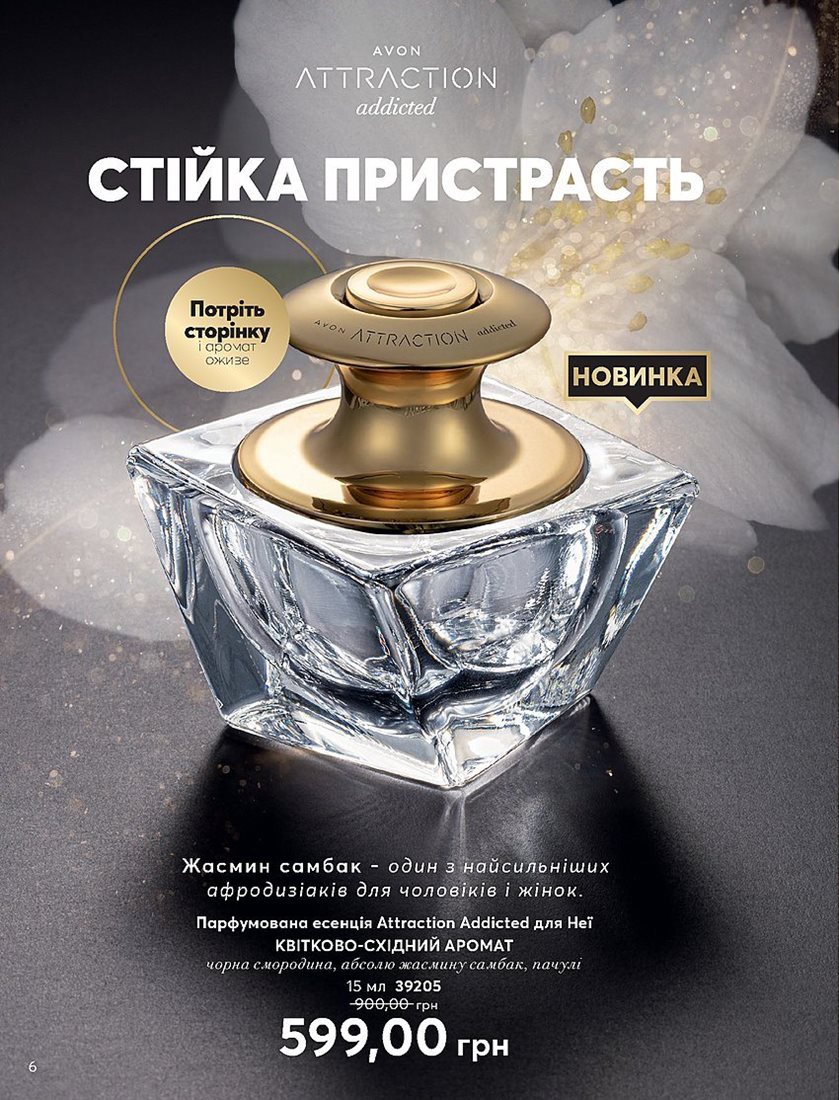 AVON
ATTRACTION
addicted
СТІЙКА ПРИСТРАСТЬ
Потріть
сторінку
і аромат
оживе
AVON ATTRACTION addicted
НОВИНКА
Жасмин самбак – один з найсильніших
афродизіаків для чоловіків і жінок.
Парфумована есенція Attraction Addicted для Неї
КВІТКОВО-СХІДНИЙ АРОМАТ
чорна смородина, абсолю жасмину самбак, пачулі
15 мл 39205
900,00 грн
599,00 грн
6